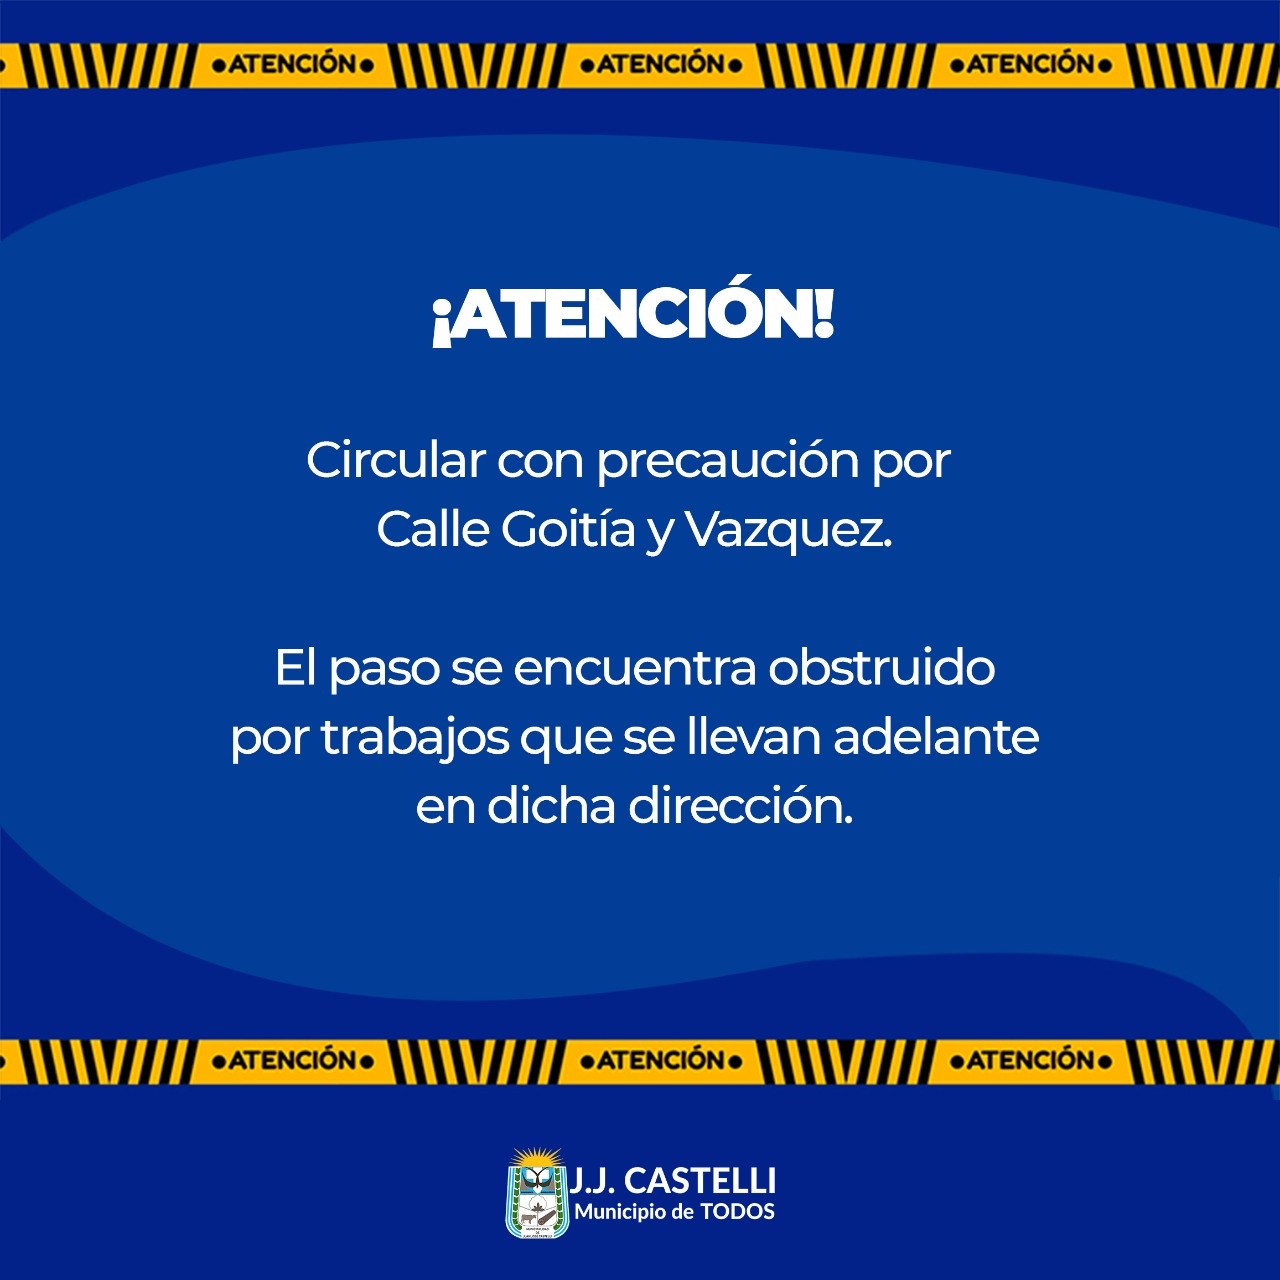 •ATENCIÓN• •ATENCIÓN• •ATENCIÓN•
¡ATENCIÓN!
Circular con precaución por
Calle Goitía y Vazquez.
El paso se encuentra obstruido
por trabajos que se llevan adelante
en dicha dirección.
•ATENCIÓN• •ATENCIÓN• •ATENCIÓN•
J.J. CASTELLI
Municipio de TODOS